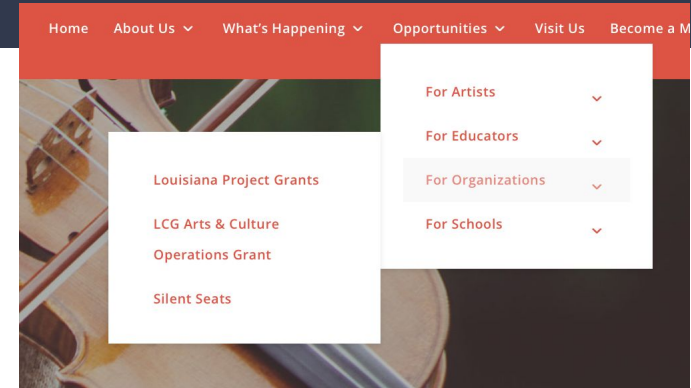 Home About Us What's Happening Opportunities Visit Us Become a M
For Artists
For Educators
For Organizations
For Schools
Louisiana Project Grants
LCG Arts & Culture
Operations Grant
Silent Seats